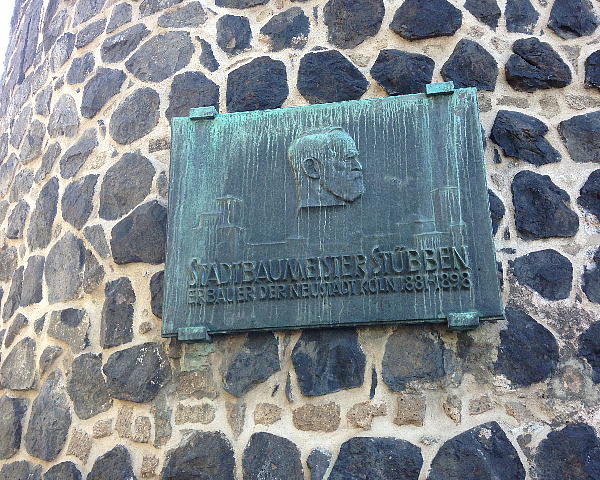 STADTBAUMEISTER STÜBBEN
ERBAUER DER NEUSTADT KÖLN 1881-1898